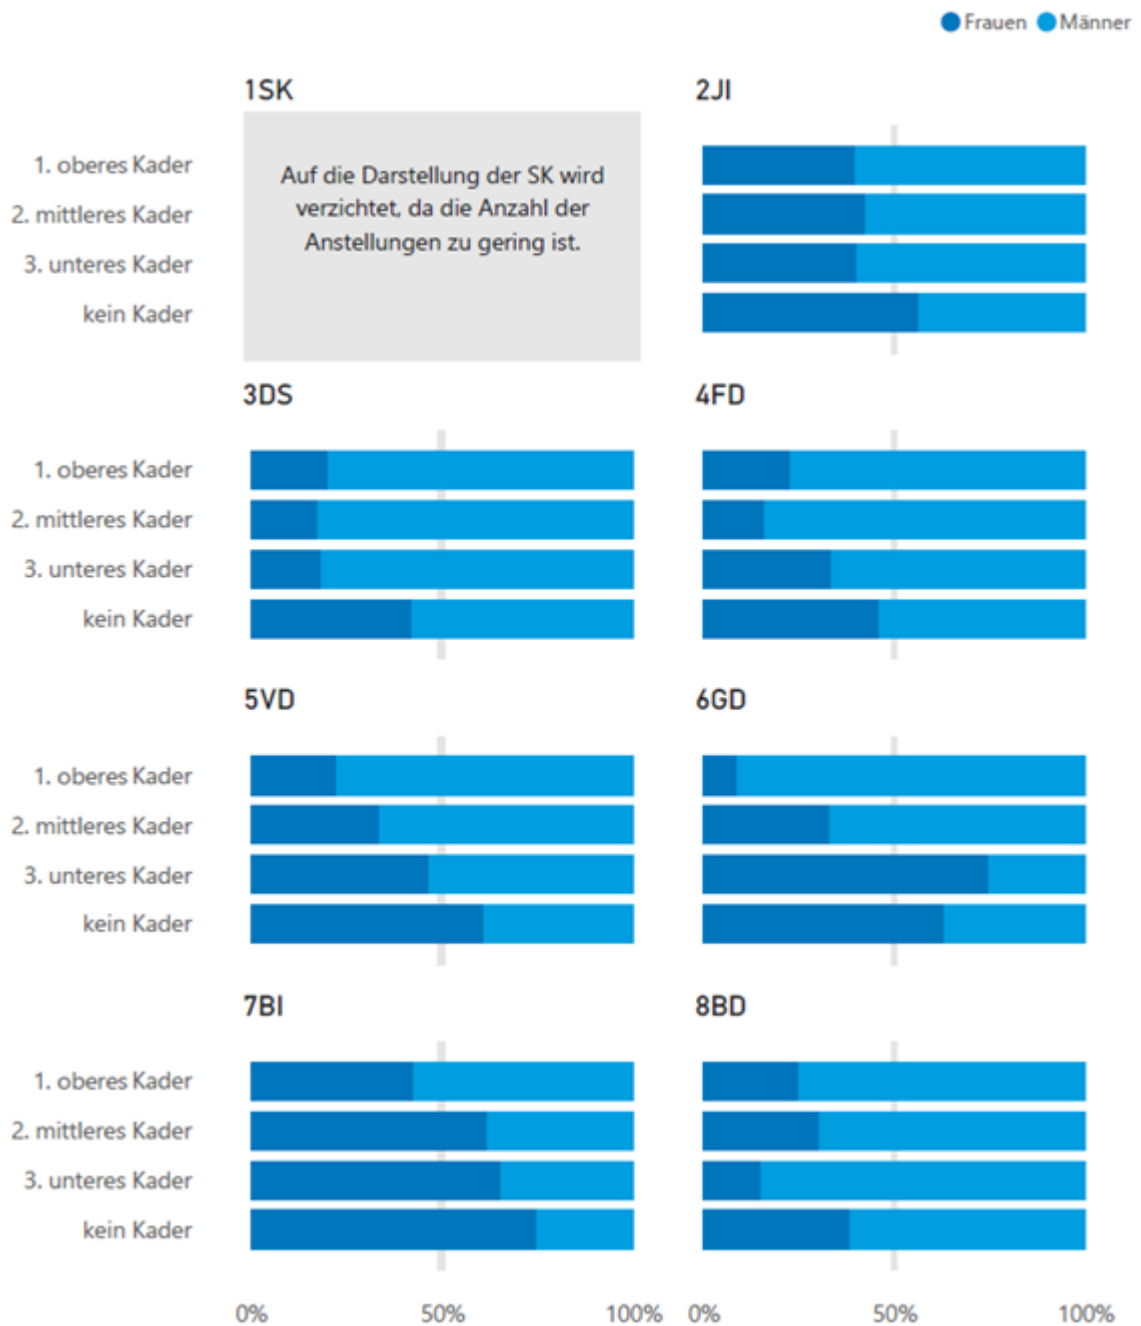 Frauen Männer
1SK
2JI
1. oberes Kader
2. mittleres Kader
3. unteres Kader
kein Kader
Auf die Darstellung der SK wird
verzichtet, da die Anzahl der
Anstellungen zu gering ist.
3DS
4FD
1. oberes Kader
2. mittleres Kader
3. unteres Kader
kein Kader
5VD
6GD
1. oberes Kader
2. mittleres Kader
3. unteres Kader
kein Kader
7BI
8BD
1. oberes Kader
2. mittleres Kader
3. unteres Kader
kein Kader
0% 50% 100% 0% 50% 100%